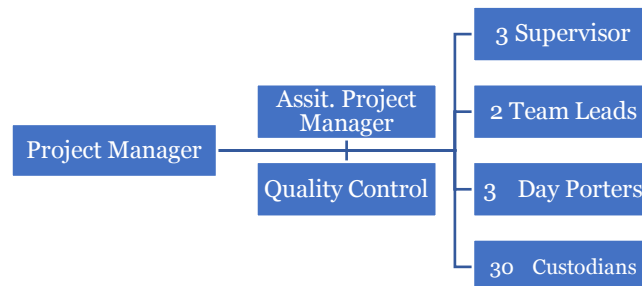 Project Manager
Assit. Project
Manager
Quality Control
3 Supervisor
2 Team Leads
3 Day Porters
30 Custodians